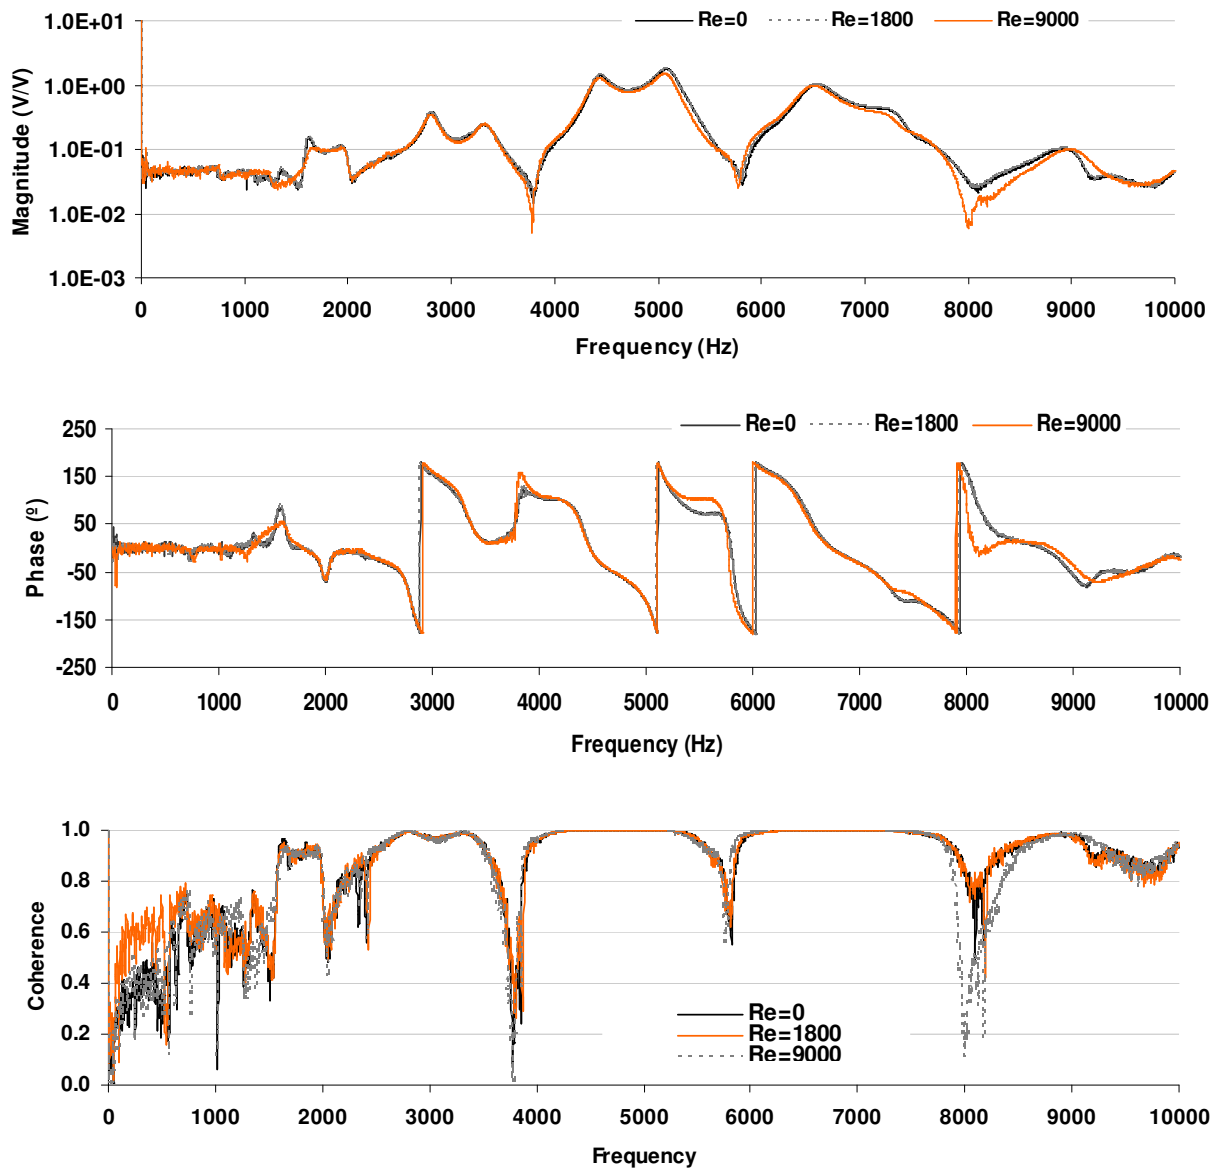 Re=0 Re=1800 Re=9000
1.0E+01
1.0E+00
1.0E-01
1.0E-02
1.0E-03
Magnitude (V/V)
0 1000 2000 3000 4000 5000 6000 7000 8000 9000 10000
Frequency (Hz)
Re=0 Re=1800 Re=9000
250
150
50
-50
-150
-250
Phase (º)
0 1000 2000 3000 4000 5000 6000 7000 8000 9000 10000
Frequency (Hz)
1.0
0.8
0.6
0.4
0.2
0.0
Coherence
Re=0
Re=1800
Re=9000
0 1000 2000 3000 4000 5000 6000 7000 8000 9000 10000
Frequency